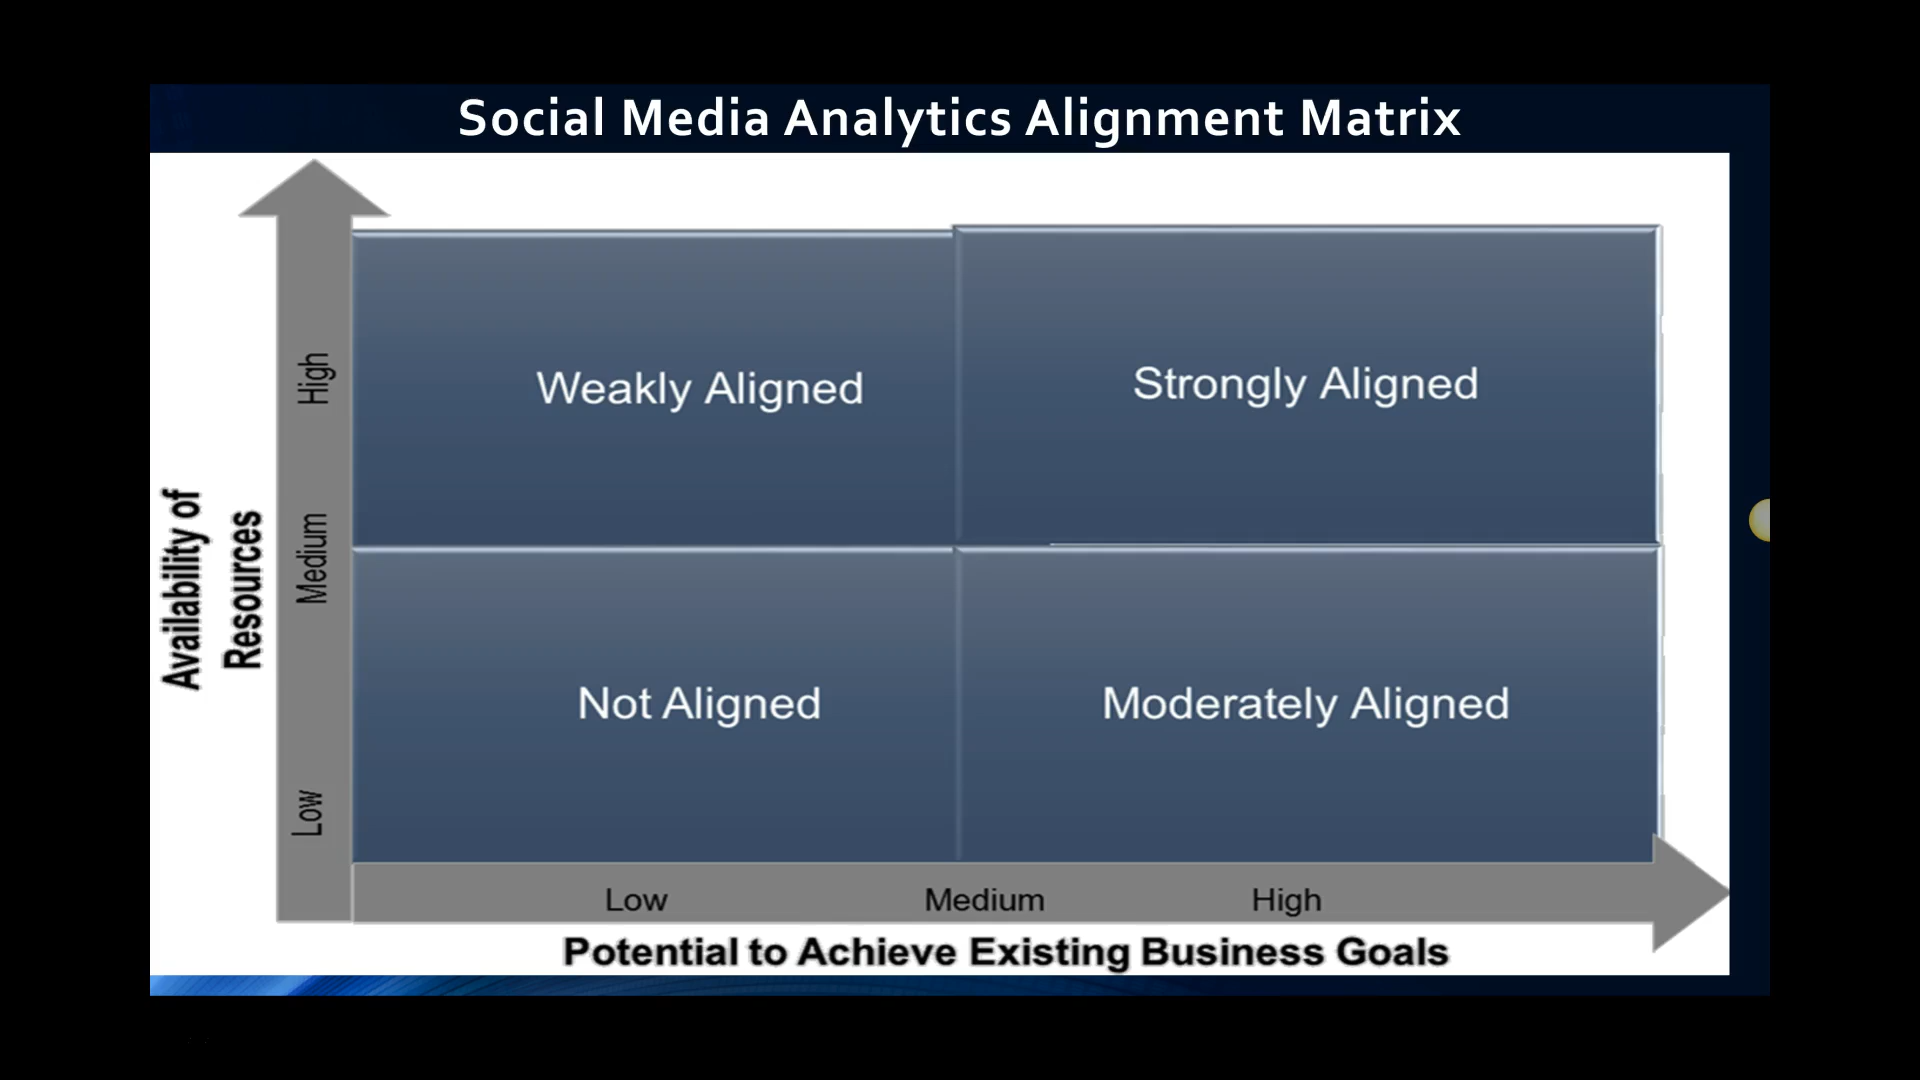 Social Media Analytics Alignment Matrix
Availability of
Resources
High
Medium
Low
Weakly Aligned
Strongly Aligned
Not Aligned
Moderately Aligned
Low Medium High
Potential to Achieve Existing Business Goals